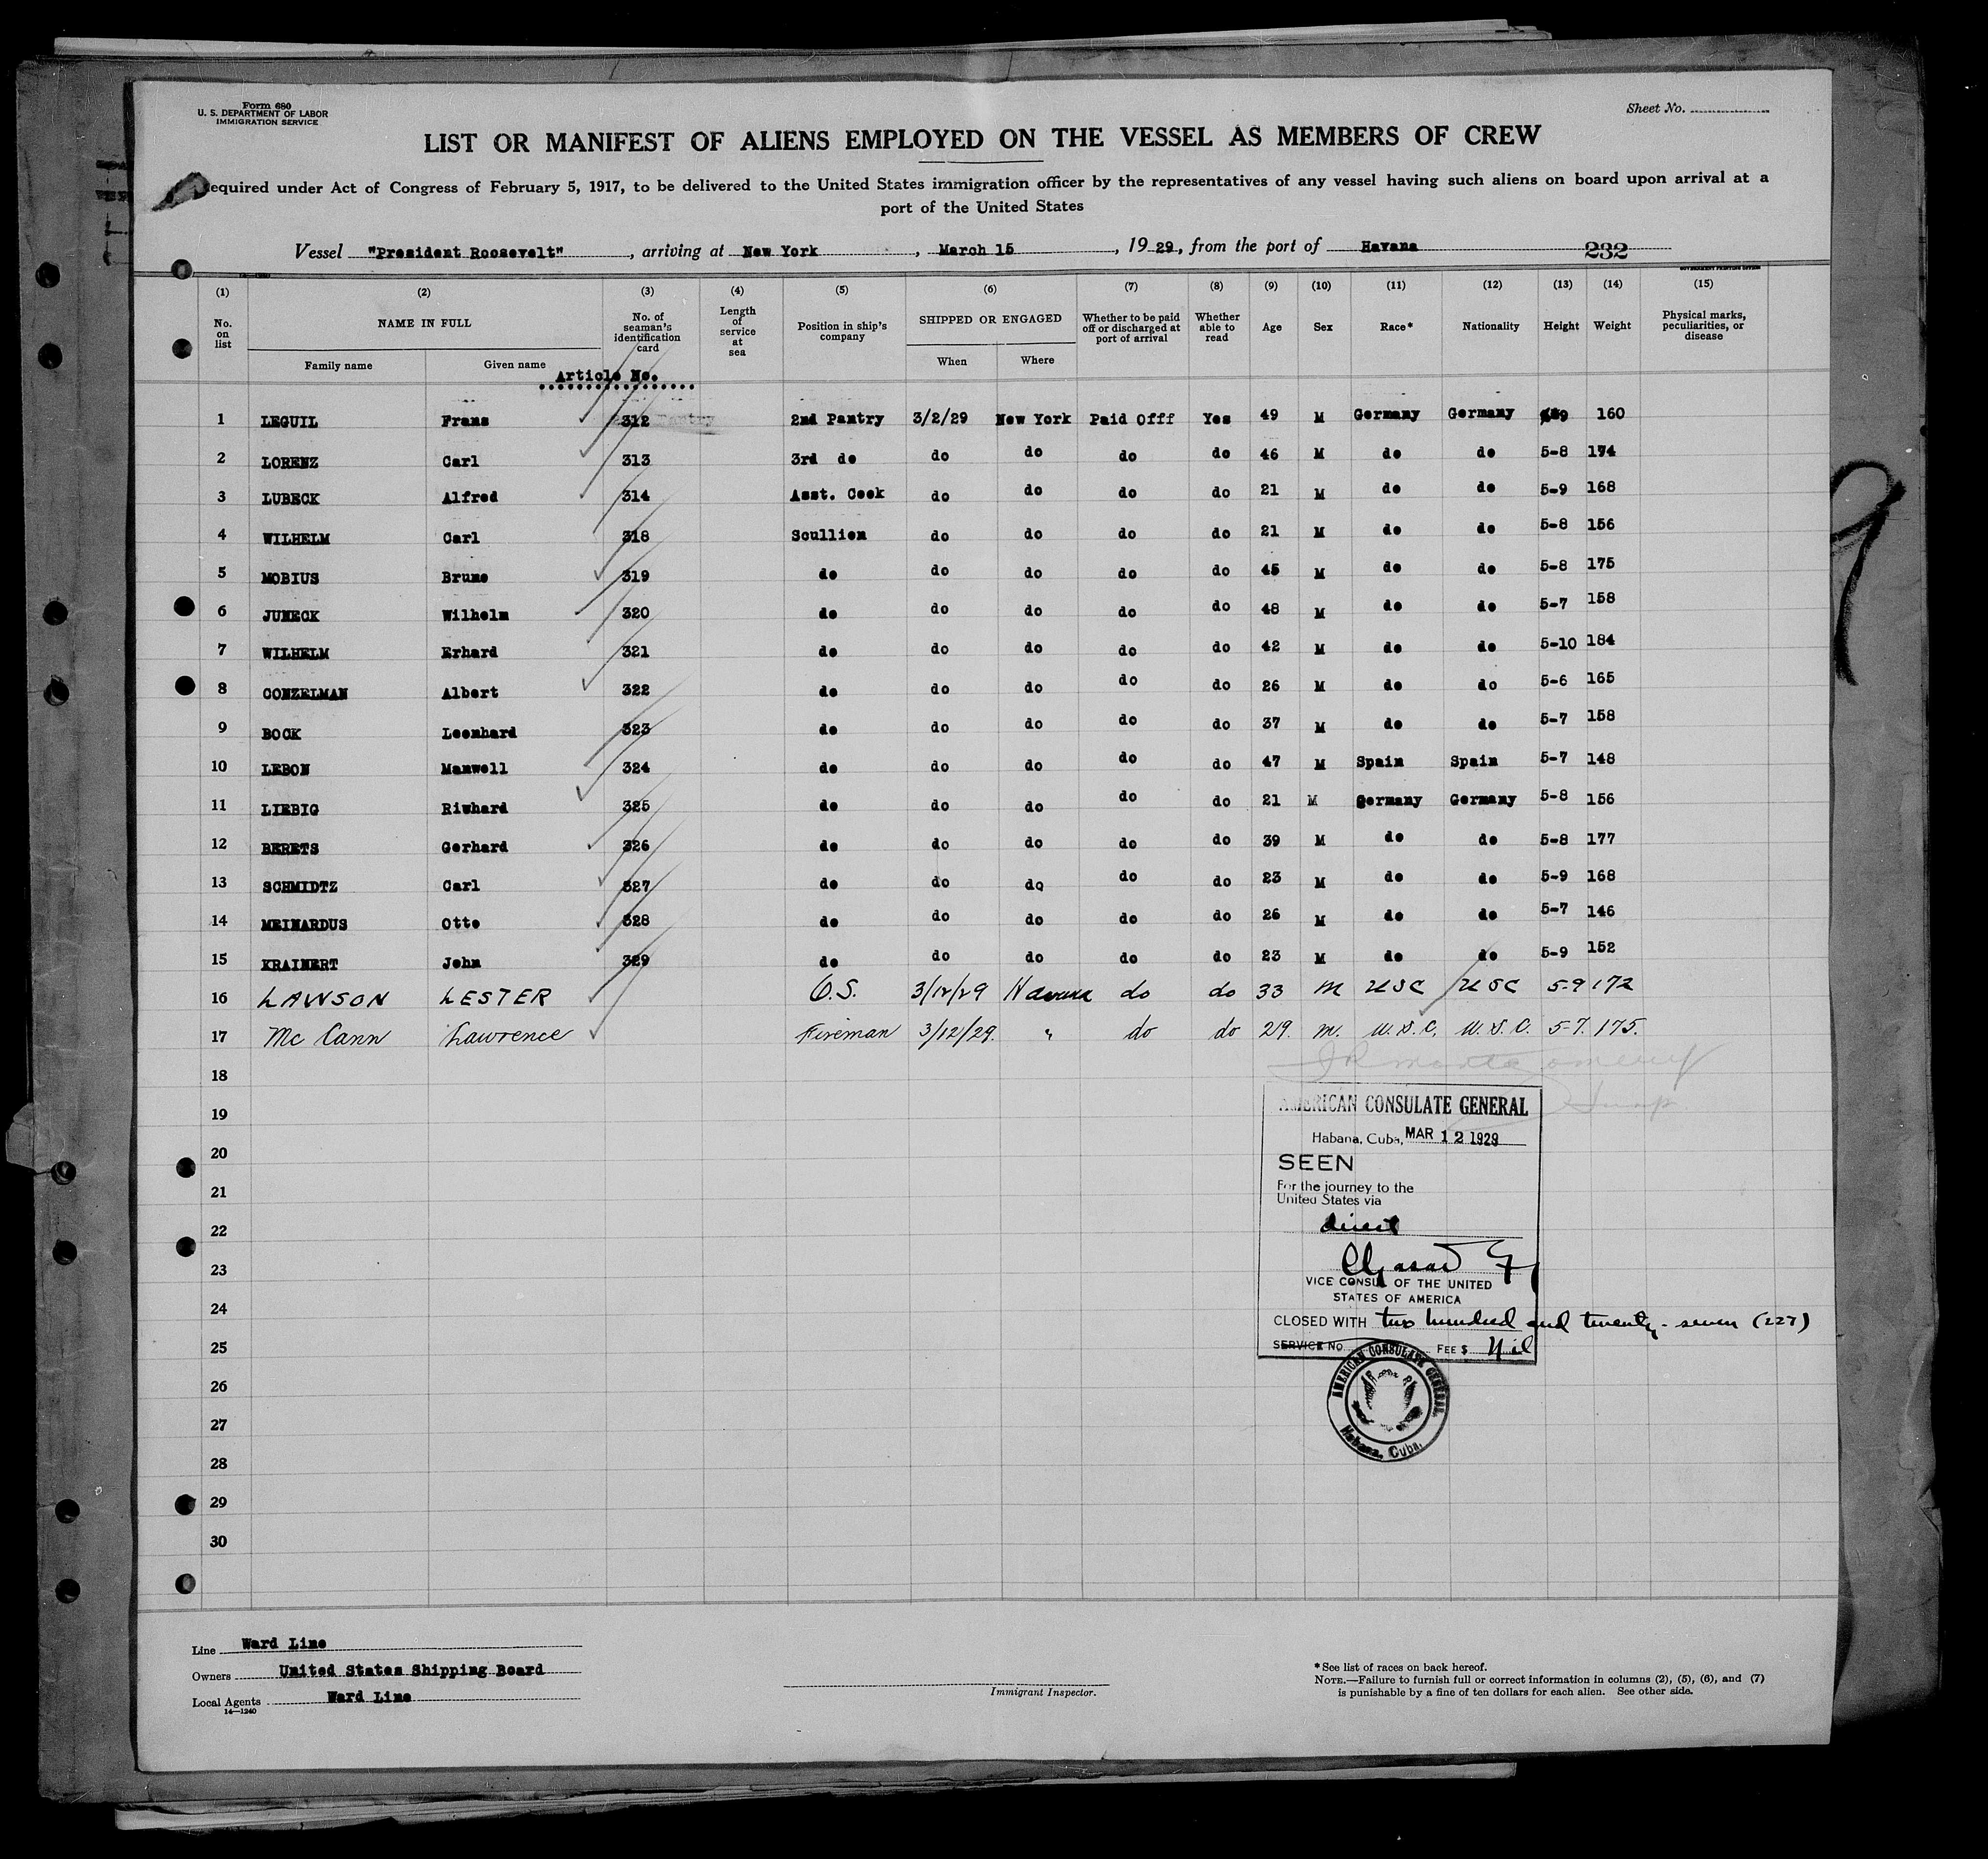 Form 680
U. S. DEPARTMENT OF LABOR
IMMIGRATION SERVICE
Sheet No.
LIST OR MANIFEST OF ALIENS EMPLOYED ON THE VESSEL AS MEMBERS OF CREW
equired under Act of Congress of February 5, 1917, to be delivered to the United States immigration officer by the representatives of any vessel having such aliens on board upon arrival at a
port of the United States
Vessel "President Roosevelt", arriving at New York, March 15, 1929, from the port of Havana 232
GOVERNMENT PRINTING OFFICE
(1) (2) (3) (4) (5) (6) (7) (8) (9) (10) (11) (12) (13) (14) (15)
No. on list NAME IN FULL No. of seaman's identification card Length of service at sea Position in ship's company SHIPPED OR ENGAGED Whether to be paid off or discharged at port of arrival Whether able to read Age Sex Race* Nationality Height Weight Physical marks, peculiarities, or disease
Family name Given name When Where
Article No.
1 LEGUIL Frans 312 2nd Pantry 3/2/29 New York Paid Offf Yes 49 M Germany Germany 160
2 LORENZ Carl 313 3rd do do do do do 46 M do do 5-8 174
3 LUBECK Alfred 314 Asst. Cook do do do do 21 M do do 5-9 168
4 WILHELM Carl 318 Scullion do do do do 21 M do do 5-8 156
5 MOBIUS Bruno 319 do do do do do 45 M do do 5-8 175
6 JUNECK Wilhelm 320 do do do do do 48 M do do 5-7 158
7 WILHELM Erhard 321 do do do do do 42 M do do 5-10 184
8 CONZELMAN Albert 322 do do do do do 26 M do do 5-6 165
9 BOCK Leonhard 323 do do do do do 37 M do do 5-7 158
10 LEBON Manwell 324 do do do do do 47 M Spain Spain 5-7 148
11 LIEBIG Riwhard 325 do do do do do 21 M Germany Germany 5-8 156
12 BERETS Gerhard 326 do do do do do 39 M do do 5-8 177
13 SCHMIDTZ Carl 327 do do do do do 23 M do do 5-9 168
14 MEINARDUS Otto 328 do do do do do 26 M do do 5-7 146
15 KRAINERT John 329 do do do do do 23 M do do 5-9 152
16 LAWSON LESTER O.S. 3/12/29 Havana do do 33 M USC USC 5-9 172
17 Mc Cann Lawrence Fireman 3/12/29. " do do 29. m. U.S.C. U.S.C. 5-7. 175.
18
19
20
21
22
23
24
25
26
27
28
29
30
AMERICAN CONSULATE GENERAL
Habana, Cuba, MAR 12 1929
SEEN
For the journey to the
United States via
direct
VICE CONSUL OF THE UNITED
STATES OF AMERICA
CLOSED WITH two hundred and twenty-seven (227)
SERVICE No. FEE $ Nil
AMERICAN CONSULATE GENERAL.
Habana, Cuba.
Line Ward Line
Owners United States Shipping Board
Local Agents Ward Line
14—1240
Immigrant Inspector.
*See list of races on back hereof.
NOTE.—Failure to furnish full or correct information in columns (2), (5), (6), and (7)
is punishable by a fine of ten dollars for each alien. See other side.